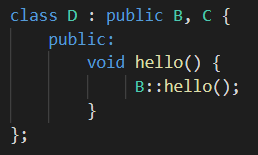 class D : public B, C {
    public:
        void hello() {
            B::hello();
        }
};